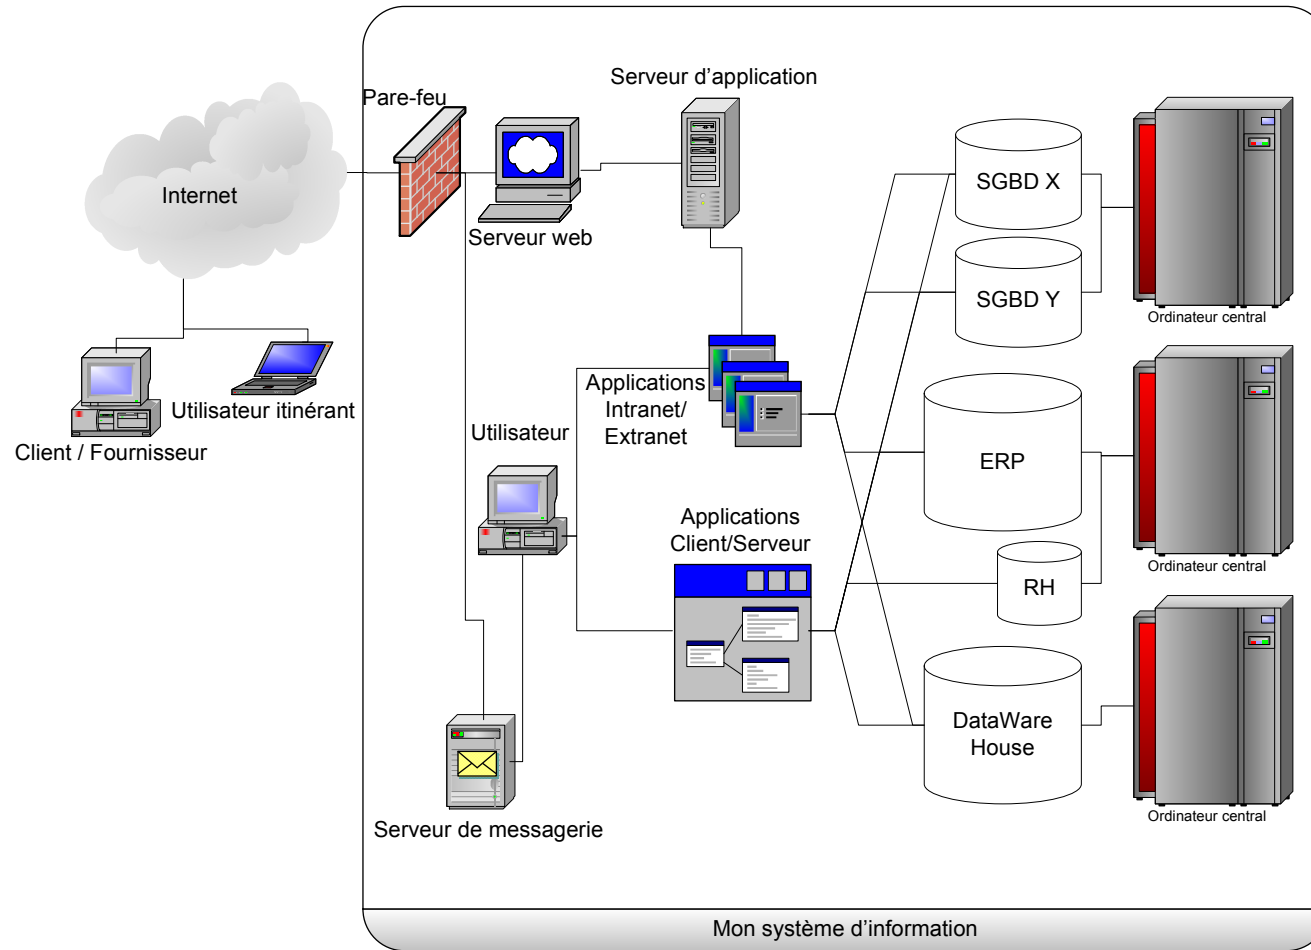 Serveur d'application
Pare-feu
Internet
Serveur web
SGBD X
SGBD Y
Ordinateur central
Client / Fournisseur
Utilisateur itinérant
Utilisateur
Applications
Intranet/
Extranet
ERP
Applications
Client/Serveur
RH
Ordinateur central
DataWare
House
Serveur de messagerie
Ordinateur central
Mon système d'information